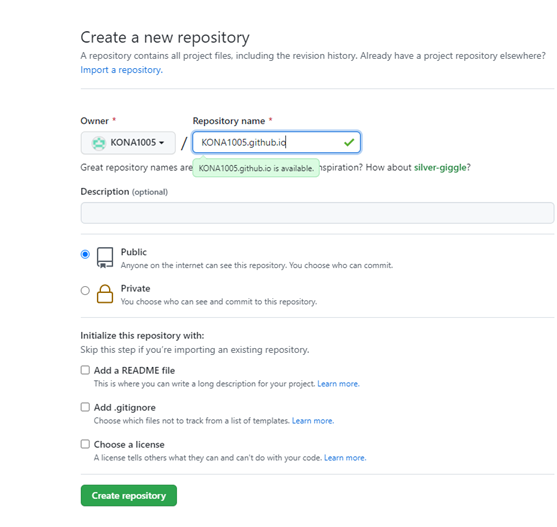 Create a new repository
A repository contains all project files, including the revision history. Already have a project repository elsewhere?
Import a repository.
Owner * Repository name *
KONA1005 / KONA1005.github.io
Great repository names are
KONA1005.github.io is available.
nspiration? How about silver-giggle?
Description (optional)
Public
Anyone on the internet can see this repository. You choose who can commit.
Private
You choose who can see and commit to this repository.
Initialize this repository with:
Skip this step if you're importing an existing repository.
Add a README file
This is where you can write a long description for your project. Learn more.
Add .gitignore
Choose which files not to track from a list of templates. Learn more.
Choose a license
A license tells others what they can and can't do with your code. Learn more.
Create repository